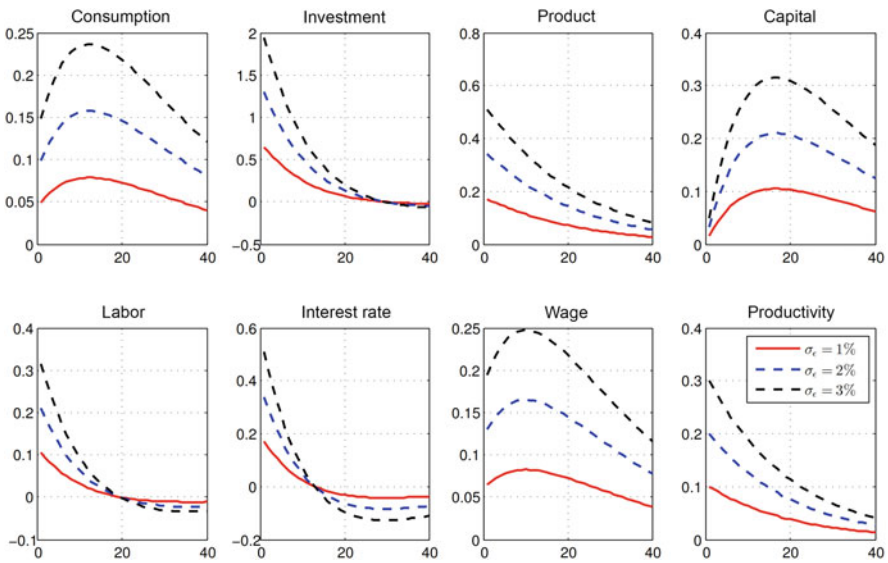 Consumption
0.25
0.2
0.15
0.1
0.05
0
0 20 40
Investment
2
1.5
1
0.5
0
−0.5
0 20 40
Product
0.8
0.6
0.4
0.2
0
0 20 40
Capital
0.4
0.3
0.2
0.1
0
0 20 40
Labor
0.4
0.3
0.2
0.1
0
−0.1
0 20 40
Interest rate
0.6
0.4
0.2
0
−0.2
0 20 40
Wage
0.25
0.2
0.15
0.1
0.05
0
0 20 40
Productivity
0.4
0.3
0.2
0.1
0
0 20 40
σϵ = 1%
σϵ = 2%
σϵ = 3%